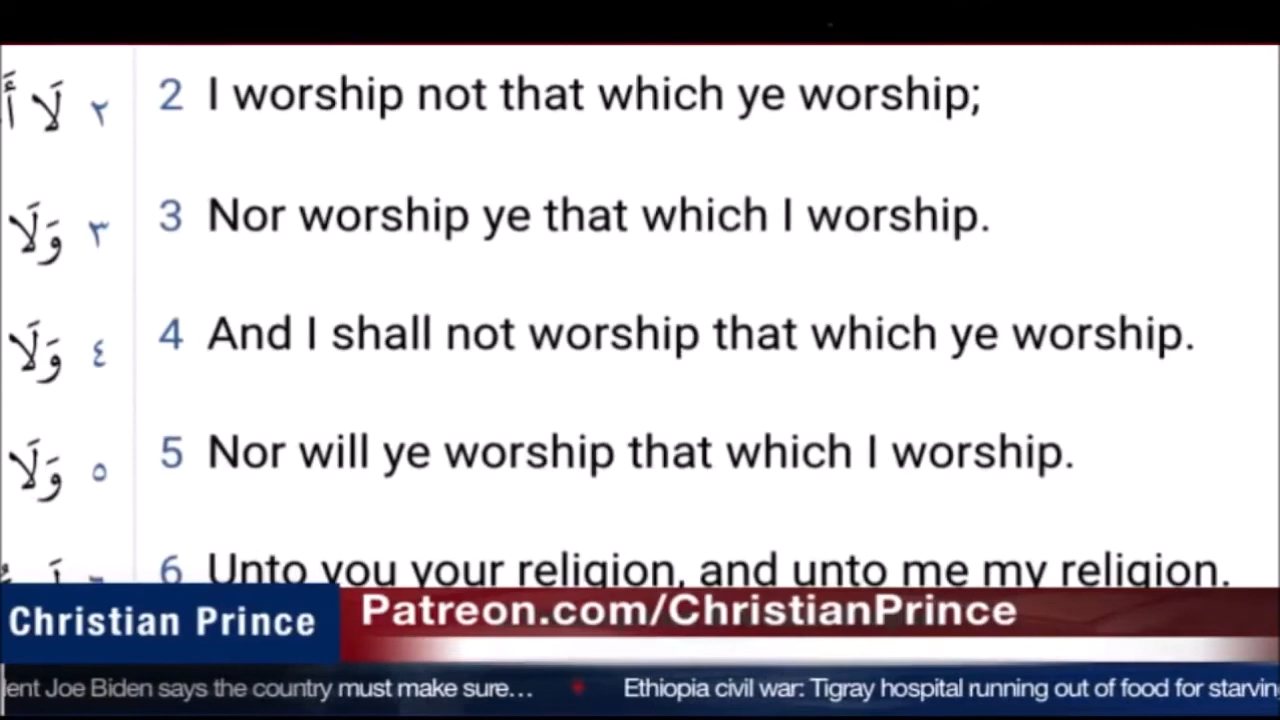 2 I worship not that which ye worship;
٢ لَا
3 Nor worship ye that which I worship.
٣ وَلَا
4 And I shall not worship that which ye worship.
٤ وَلَا
5 Nor will ye worship that which I worship.
٥ وَلَا
6 Unto you your religion, and unto me my religion.
Christian Prince
Patreon.com/ChristianPrince
ent Joe Biden says the country must make sure... Ethiopia civil war: Tigray hospital running out of food for starvin